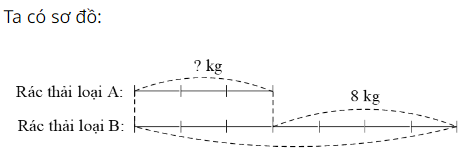 Ta có sơ đồ:
? kg
Rác thải loại A:
8 kg
Rác thải loại B: